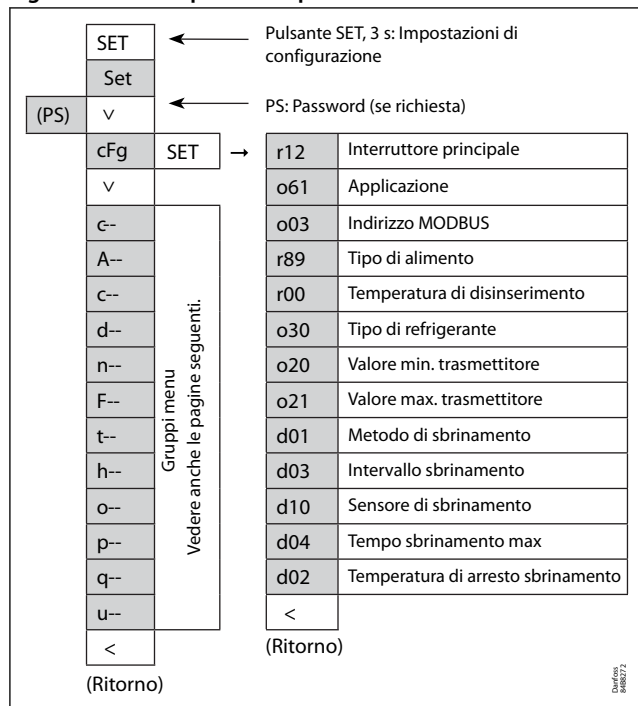 SET
Pulsante SET, 3 s: Impostazioni di
configurazione
Set
(PS)
˅
PS: Password (se richiesta)
cFg
SET
→
r12
Interruttore principale
˅
o61
Applicazione
c--
o03
Indirizzo MODBUS
A--
r89
Tipo di alimento
c--
r00
Temperatura di disinserimento
d--
o30
Tipo di refrigerante
n--
o20
Valore min. trasmettitore
F--
o21
Valore max. trasmettitore
t--
d01
Metodo di sbrinamento
h--
d03
Intervallo sbrinamento
o--
d10
Sensore di sbrinamento
p--
d04
Tempo sbrinamento max
q--
d02
Temperatura di arresto sbrinamento
u--
<
<
(Ritorno)
(Ritorno)
Gruppi menu
Vedere anche le pagine seguenti.
Danfoss
84B8272